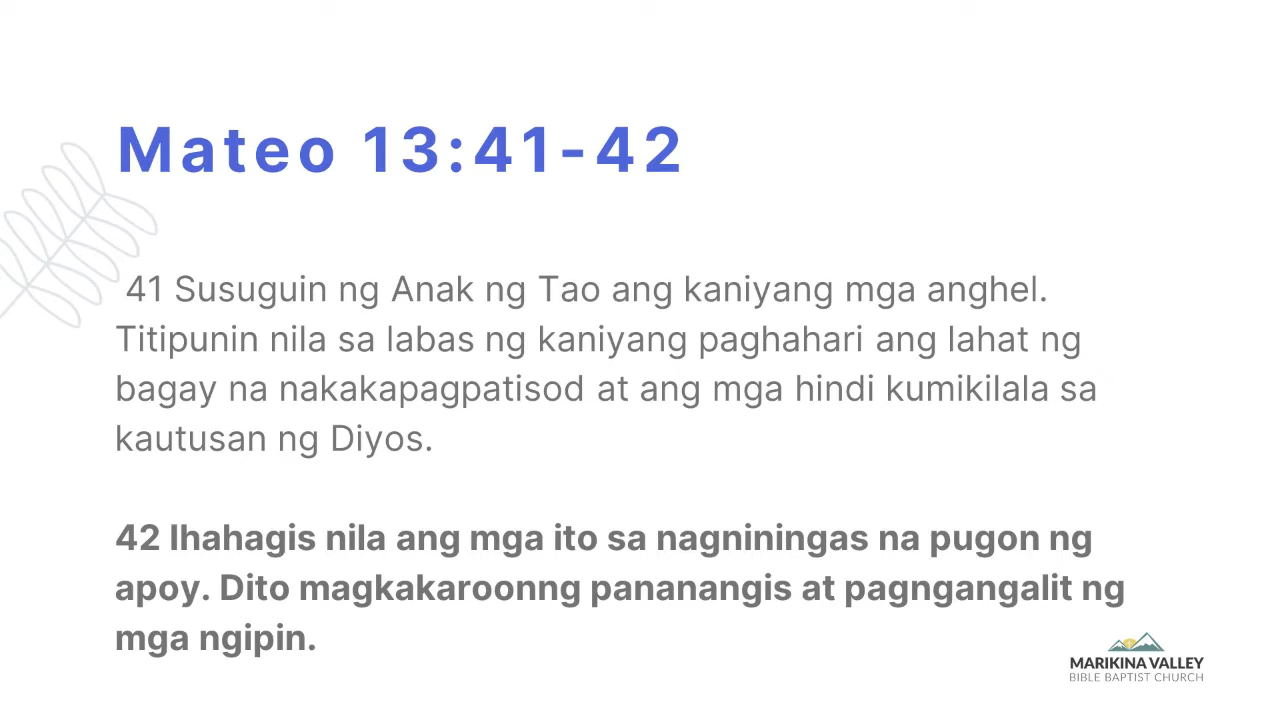 Mateo 13:41-42
41 Susuguin ng Anak ng Tao ang kaniyang mga anghel.
Titipunin nila sa labas ng kaniyang paghahari ang lahat ng
bagay na nakakapagpatisod at ang mga hindi kumikilala sa
kautusan ng Diyos.
42 Ihahagis nila ang mga ito sa nagniningas na pugon ng
apoy. Dito magkakaroonng pananangis at pagngangalit ng
mga ngipin.
MARIKINA VALLEY
BIBLE BAPTIST CHURCH